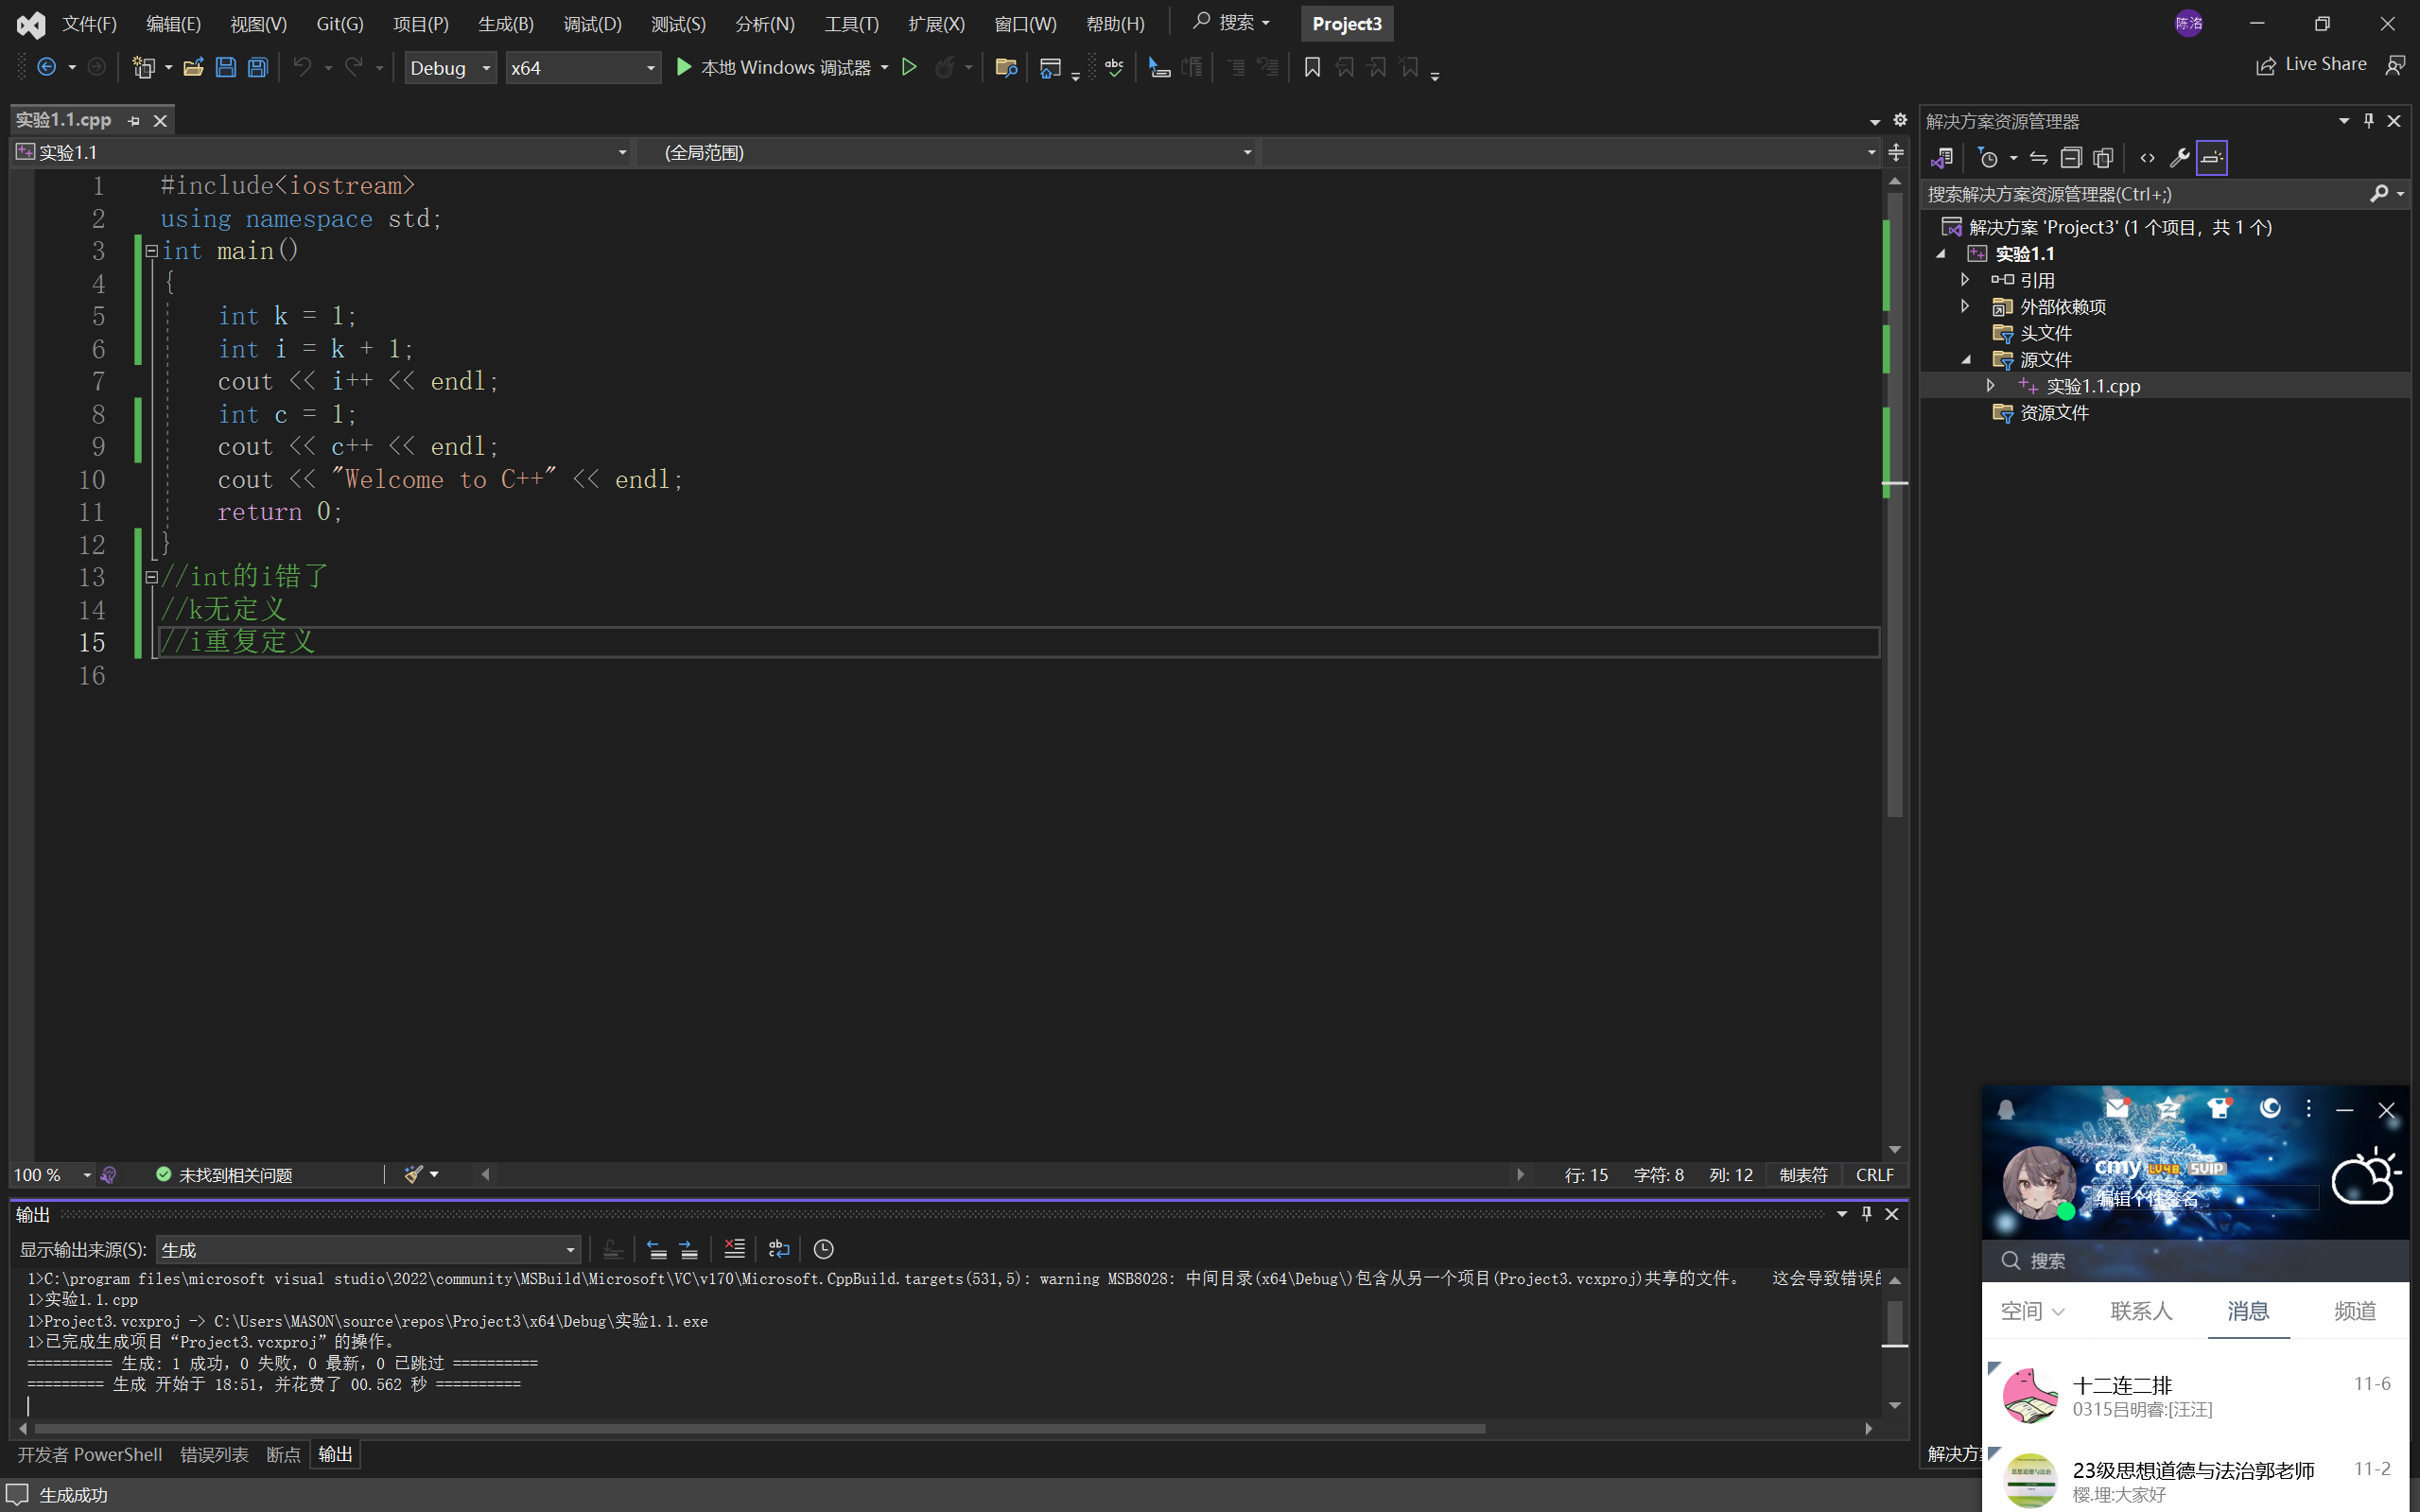 文件(F) 编辑(E) 视图(V) Git(G) 项目(P) 生成(B) 调试(D) 测试(S) 分析(N) 工具(T) 扩展(X) 窗口(W) 帮助(H) 搜索 Project3 陈洛
Debug x64 本地 Windows 调试器 Live Share
实验1.1.cpp
实验1.1 (全局范围)
1 #include<iostream>
2 using namespace std;
3 int main()
4 {
5 int k = 1;
6 int i = k + 1;
7 cout << i++ << endl;
8 int c = 1;
9 cout << c++ << endl;
10 cout << "Welcome to C++" << endl;
11 return 0;
12 }
13 //int的i错了
14 //k无定义
15 //i重复定义
16
100 % 未找到相关问题 行: 15 字符: 8 列: 12 制表符 CRLF
输出
显示输出来源(S): 生成
1>C:\program files\microsoft visual studio\2022\community\MSBuild\Microsoft\VC\v170\Microsoft.CppBuild.targets(531,5): warning MSB8028: 中间目录(x64\Debug\)包含从另一个项目(Project3.vcxproj)共享的文件。 这会导致错误的
1>实验1.1.cpp
1>Project3.vcxproj -> C:\Users\MASON\source\repos\Project3\x64\Debug\实验1.1.exe
1>已完成生成项目“Project3.vcxproj”的操作。
========== 生成: 1 成功，0 失败，0 最新，0 已跳过 ==========
========= 生成 开始于 18:51，并花费了 00.562 秒 ==========
开发者 PowerShell 错误列表 断点 输出
生成成功
解决方案资源管理器
搜索解决方案资源管理器(Ctrl+;)
解决方案 'Project3' (1 个项目，共 1 个)
实验1.1
引用
外部依赖项
头文件
源文件
实验1.1.cpp
资源文件
解决方
cmy LV48 SVIP
编辑个性签名
搜索
空间 联系人 消息 频道
十二连二排 11-6
0315吕明睿:[汪汪]
23级思想道德与法治郭老师 11-2
樱.埋:大家好